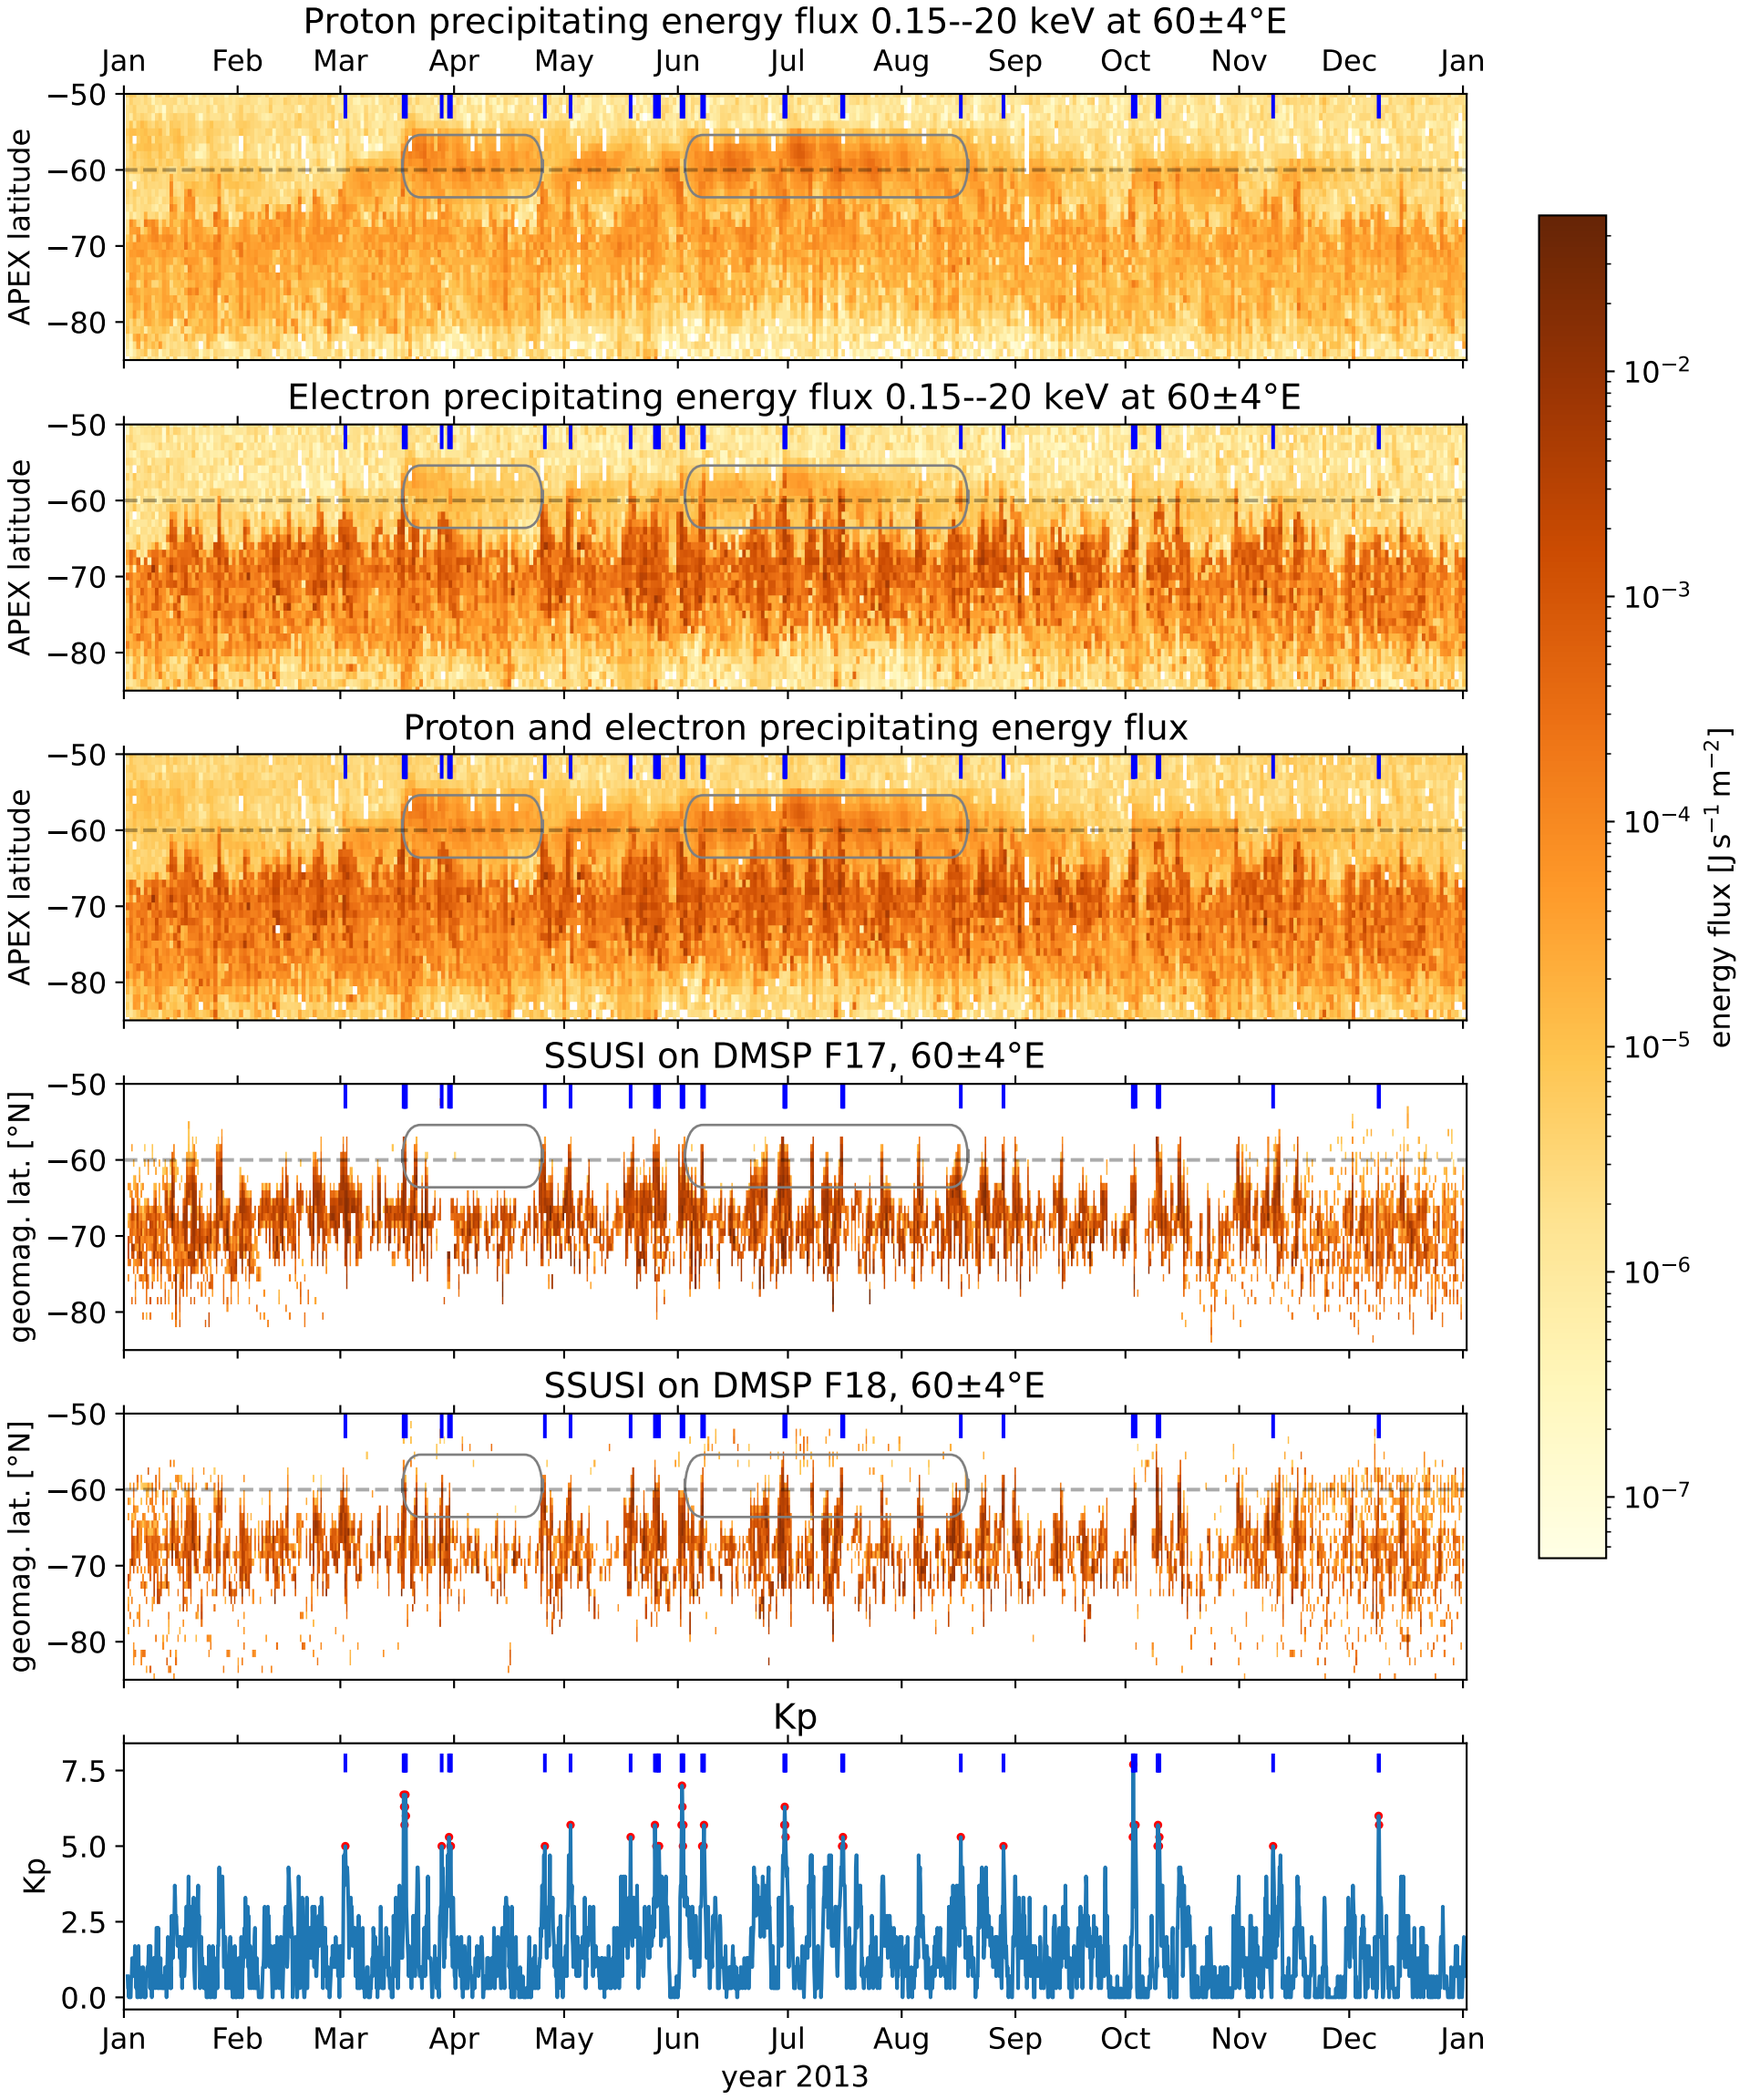 Proton precipitating energy flux 0.15--20 keV at 60±4°E
Jan Feb Mar Apr May Jun Jul Aug Sep Oct Nov Dec Jan
−50
−60
−70
−80
APEX latitude
Electron precipitating energy flux 0.15--20 keV at 60±4°E
−50
−60
−70
−80
APEX latitude
Proton and electron precipitating energy flux
−50
−60
−70
−80
APEX latitude
SSUSI on DMSP F17, 60±4°E
−50
−60
−70
−80
geomag. lat. [°N]
SSUSI on DMSP F18, 60±4°E
−50
−60
−70
−80
geomag. lat. [°N]
Kp
7.5
5.0
2.5
0.0
Kp
Jan Feb Mar Apr May Jun Jul Aug Sep Oct Nov Dec Jan
year 2013
10⁻²
10⁻³
10⁻⁴
10⁻⁵
10⁻⁶
10⁻⁷
energy flux [J s⁻¹ m⁻²]